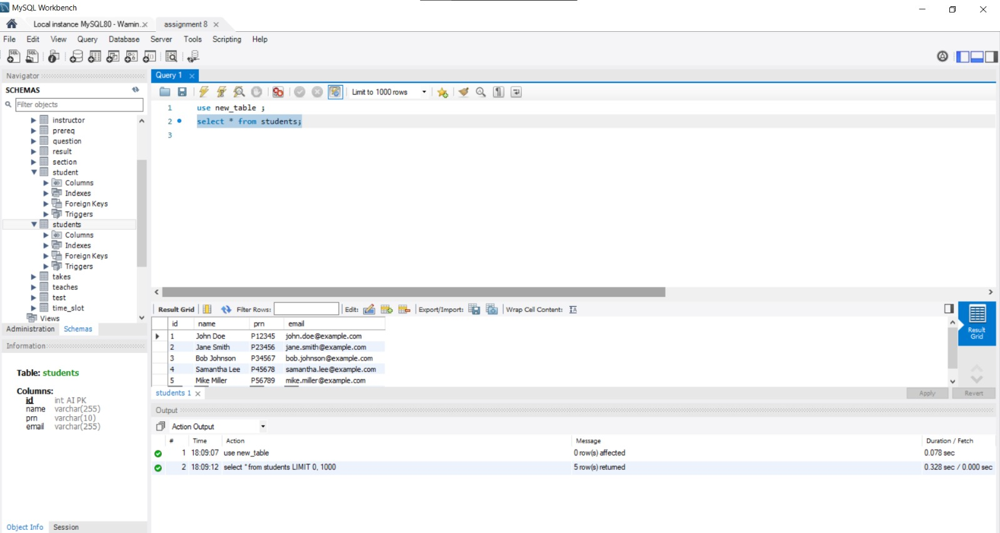 MySQL Workbench
Local instance MySQL80 - Warnin.. × assignment 8 ×
File Edit View Query Database Server Tools Scripting Help
Navigator
SCHEMAS
Filter objects
instructor
prereq
question
result
section
student
Columns
Indexes
Foreign Keys
Triggers
students
Columns
Indexes
Foreign Keys
Triggers
takes
teaches
test
time_slot
Views
Administration Schemas
Information
Table: students
Columns:
id int AI PK
name varchar(255)
prn varchar(10)
email varchar(255)
Object Info Session
Query 1 ×
Limit to 1000 rows
1 use new_table ;
2 select * from students;
3
Result Grid Filter Rows: Edit: Export/Import: Wrap Cell Content:
id name prn email
1 John Doe P12345 john.doe@example.com
2 Jane Smith P23456 jane.smith@example.com
3 Bob Johnson P34567 bob.johnson@example.com
4 Samantha Lee P45678 samantha.lee@example.com
5 Mike Miller P56789 mike.miller@example.com
Result
Grid
students 1 × Apply Revert
Output
Action Output
# Time Action Message Duration / Fetch
1 18:09:07 use new_table 0 row(s) affected 0.078 sec
2 18:09:12 select * from students LIMIT 0, 1000 5 row(s) returned 0.328 sec / 0.000 sec